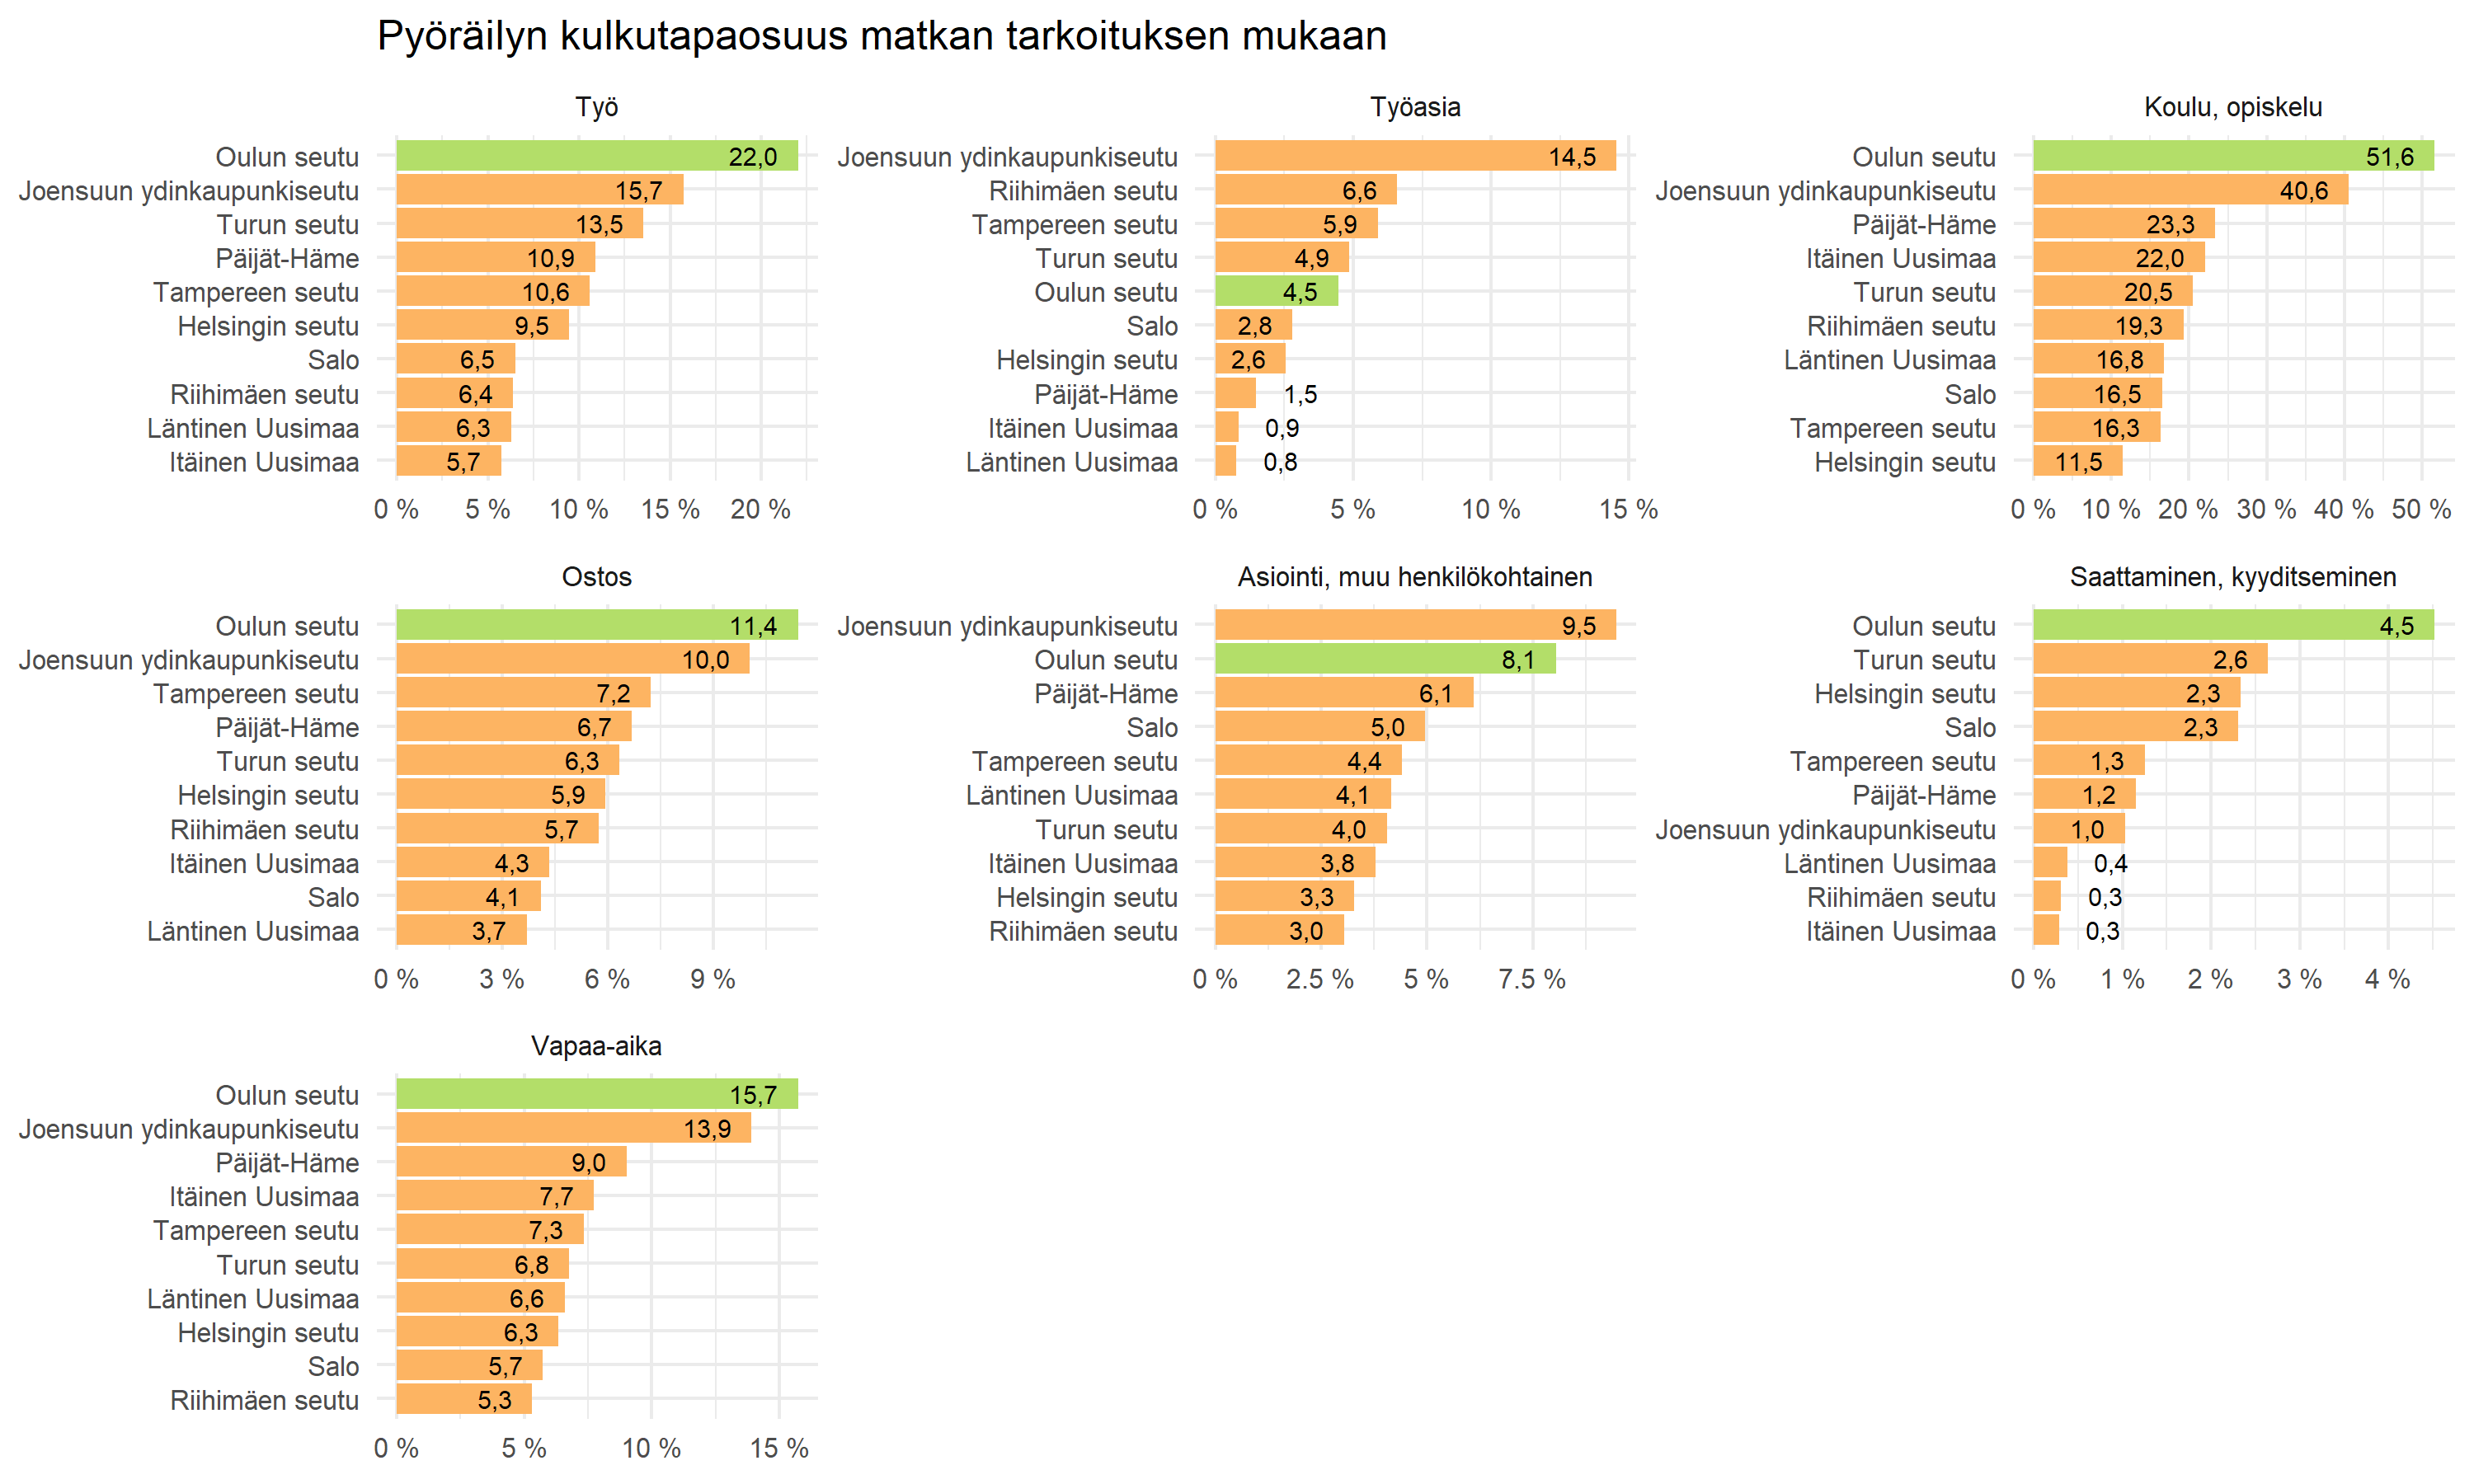 Pyöräilyn kulkutapaosuus matkan tarkoituksen mukaan
Työ
Oulun seutu 22,0
Joensuun ydinkaupunkiseutu 15,7
Turun seutu 13,5
Päijät-Häme 10,9
Tampereen seutu 10,6
Helsingin seutu 9,5
Salo 6,5
Riihimäen seutu 6,4
Läntinen Uusimaa 6,3
Itäinen Uusimaa 5,7
0 % 5 % 10 % 15 % 20 %
Työasia
Joensuun ydinkaupunkiseutu 14,5
Riihimäen seutu 6,6
Tampereen seutu 5,9
Turun seutu 4,9
Oulun seutu 4,5
Salo 2,8
Helsingin seutu 2,6
Päijät-Häme 1,5
Itäinen Uusimaa 0,9
Läntinen Uusimaa 0,8
0 % 5 % 10 % 15 %
Koulu, opiskelu
Oulun seutu 51,6
Joensuun ydinkaupunkiseutu 40,6
Päijät-Häme 23,3
Itäinen Uusimaa 22,0
Turun seutu 20,5
Riihimäen seutu 19,3
Läntinen Uusimaa 16,8
Salo 16,5
Tampereen seutu 16,3
Helsingin seutu 11,5
0 % 10 % 20 % 30 % 40 % 50 %
Ostos
Oulun seutu 11,4
Joensuun ydinkaupunkiseutu 10,0
Tampereen seutu 7,2
Päijät-Häme 6,7
Turun seutu 6,3
Helsingin seutu 5,9
Riihimäen seutu 5,7
Itäinen Uusimaa 4,3
Salo 4,1
Läntinen Uusimaa 3,7
0 % 3 % 6 % 9 %
Asiointi, muu henkilökohtainen
Joensuun ydinkaupunkiseutu 9,5
Oulun seutu 8,1
Päijät-Häme 6,1
Salo 5,0
Tampereen seutu 4,4
Läntinen Uusimaa 4,1
Turun seutu 4,0
Itäinen Uusimaa 3,8
Helsingin seutu 3,3
Riihimäen seutu 3,0
0 % 2.5 % 5 % 7.5 %
Saattaminen, kyyditseminen
Oulun seutu 4,5
Turun seutu 2,6
Helsingin seutu 2,3
Salo 2,3
Tampereen seutu 1,3
Päijät-Häme 1,2
Joensuun ydinkaupunkiseutu 1,0
Läntinen Uusimaa 0,4
Riihimäen seutu 0,3
Itäinen Uusimaa 0,3
0 % 1 % 2 % 3 % 4 %
Vapaa-aika
Oulun seutu 15,7
Joensuun ydinkaupunkiseutu 13,9
Päijät-Häme 9,0
Itäinen Uusimaa 7,7
Tampereen seutu 7,3
Turun seutu 6,8
Läntinen Uusimaa 6,6
Helsingin seutu 6,3
Salo 5,7
Riihimäen seutu 5,3
0 % 5 % 10 % 15 %